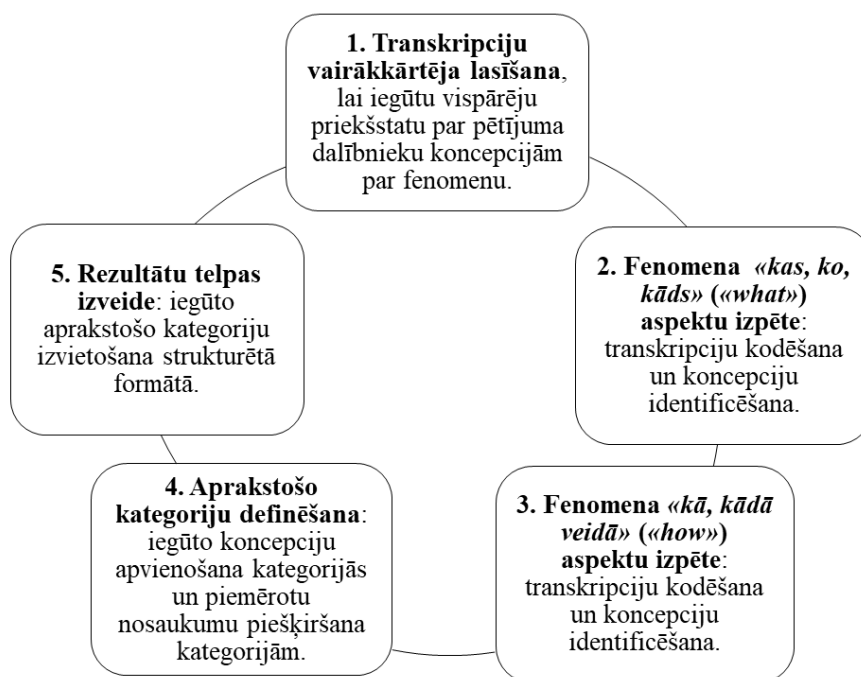 1. Transkripciju
vairākkārtēja lasīšana,
lai iegūtu vispārēju
priekšstatu par pētījuma
dalībnieku koncepcijām
par fenomenu.
2. Fenomena «kas, ko,
kāds» («what»)
aspektu izpēte:
transkripciju kodēšana
un koncepciju
identificēšana.
3. Fenomena «kā, kādā
veidā» («how»)
aspektu izpēte:
transkripciju kodēšana
un koncepciju
identificēšana.
4. Aprakstošo
kategoriju definēšana:
iegūto koncepciju
apvienošana kategorijās
un piemērotu
nosaukumu piešķiršana
kategorijām.
5. Rezultātu telpas
izveide: iegūto
aprakstošo kategoriju
izvietošana strukturētā
formātā.